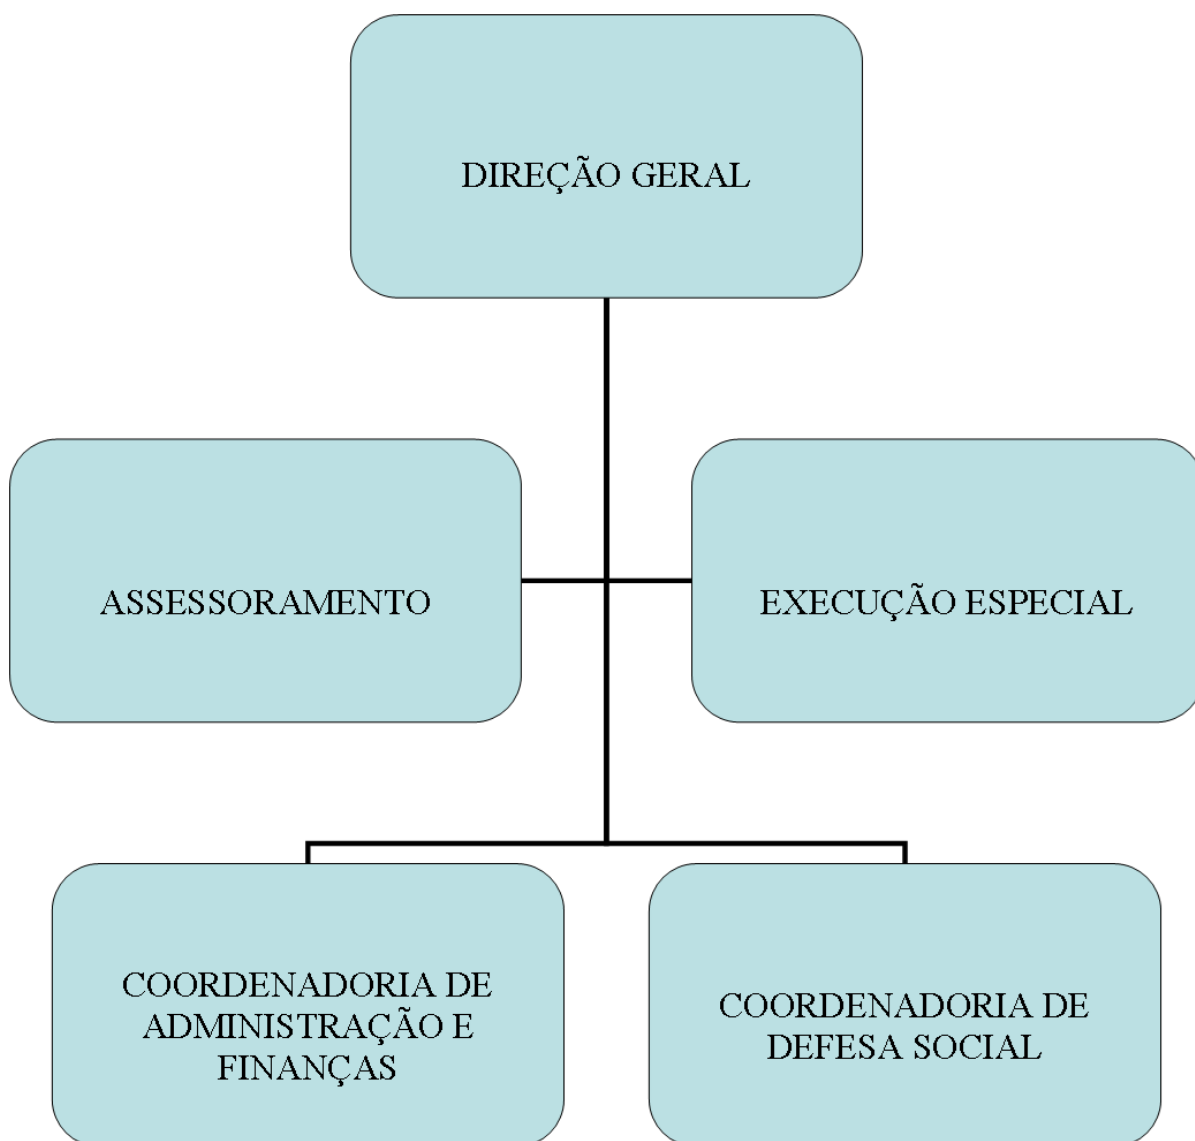 DIREÇÃO GERAL
ASSESSORAMENTO
EXECUÇÃO ESPECIAL
COORDENADORIA DE
ADMINISTRAÇÃO E
FINANÇAS
COORDENADORIA DE
DEFESA SOCIAL